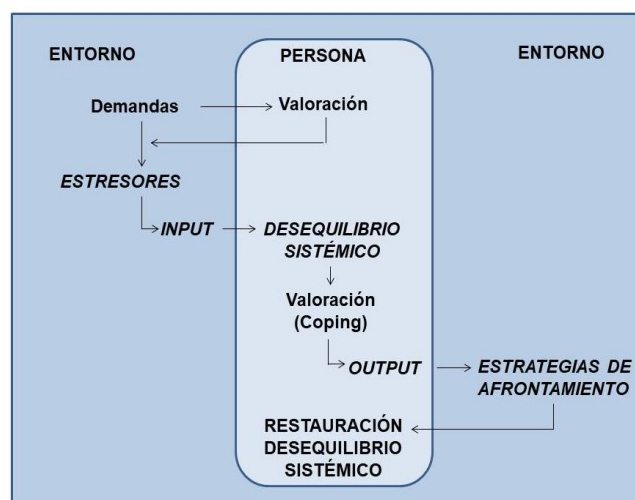 ENTORNO
PERSONA
ENTORNO
Demandas
Valoración
ESTRESORES
INPUT
DESEQUILIBRIO
SISTÉMICO
Valoración
(Coping)
OUTPUT
ESTRATEGIAS DE
AFRONTAMIENTO
RESTAURACIÓN
DESEQUILIBRIO
SISTÉMICO